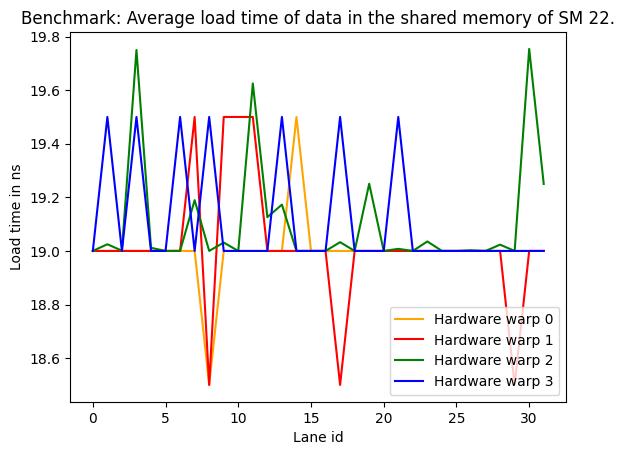 Benchmark: Average load time of data in the shared memory of SM 22.
19.8
19.6
19.4
19.2
19.0
18.8
18.6
Load time in ns
0
5
10
15
20
25
30
Lane id
Hardware warp 0
Hardware warp 1
Hardware warp 2
Hardware warp 3